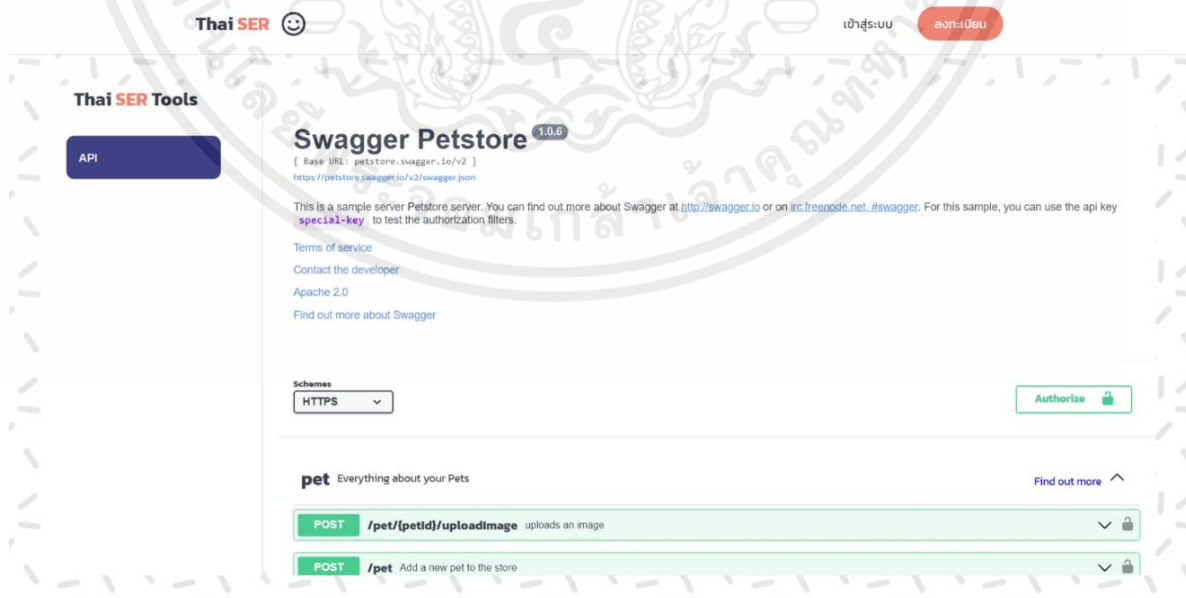 Thai SER
เข้าสู่ระบบ
ลงทะเบียน
Thai SER Tools
API
Swagger Petstore 1.0.6
[ Base URL: petstore.swagger.io/v2 ]
https://petstore.swagger.io/v2/swagger.json
This is a sample server Petstore server. You can find out more about Swagger at http://swagger.io or on irc.freenode.net, #swagger. For this sample, you can use the api key
special-key to test the authorization filters.
Terms of service
Contact the developer
Apache 2.0
Find out more about Swagger
Schemes
HTTPS
Authorize
pet Everything about your Pets
Find out more
POST /pet/{petId}/uploadImage uploads an image
POST /pet Add a new pet to the store